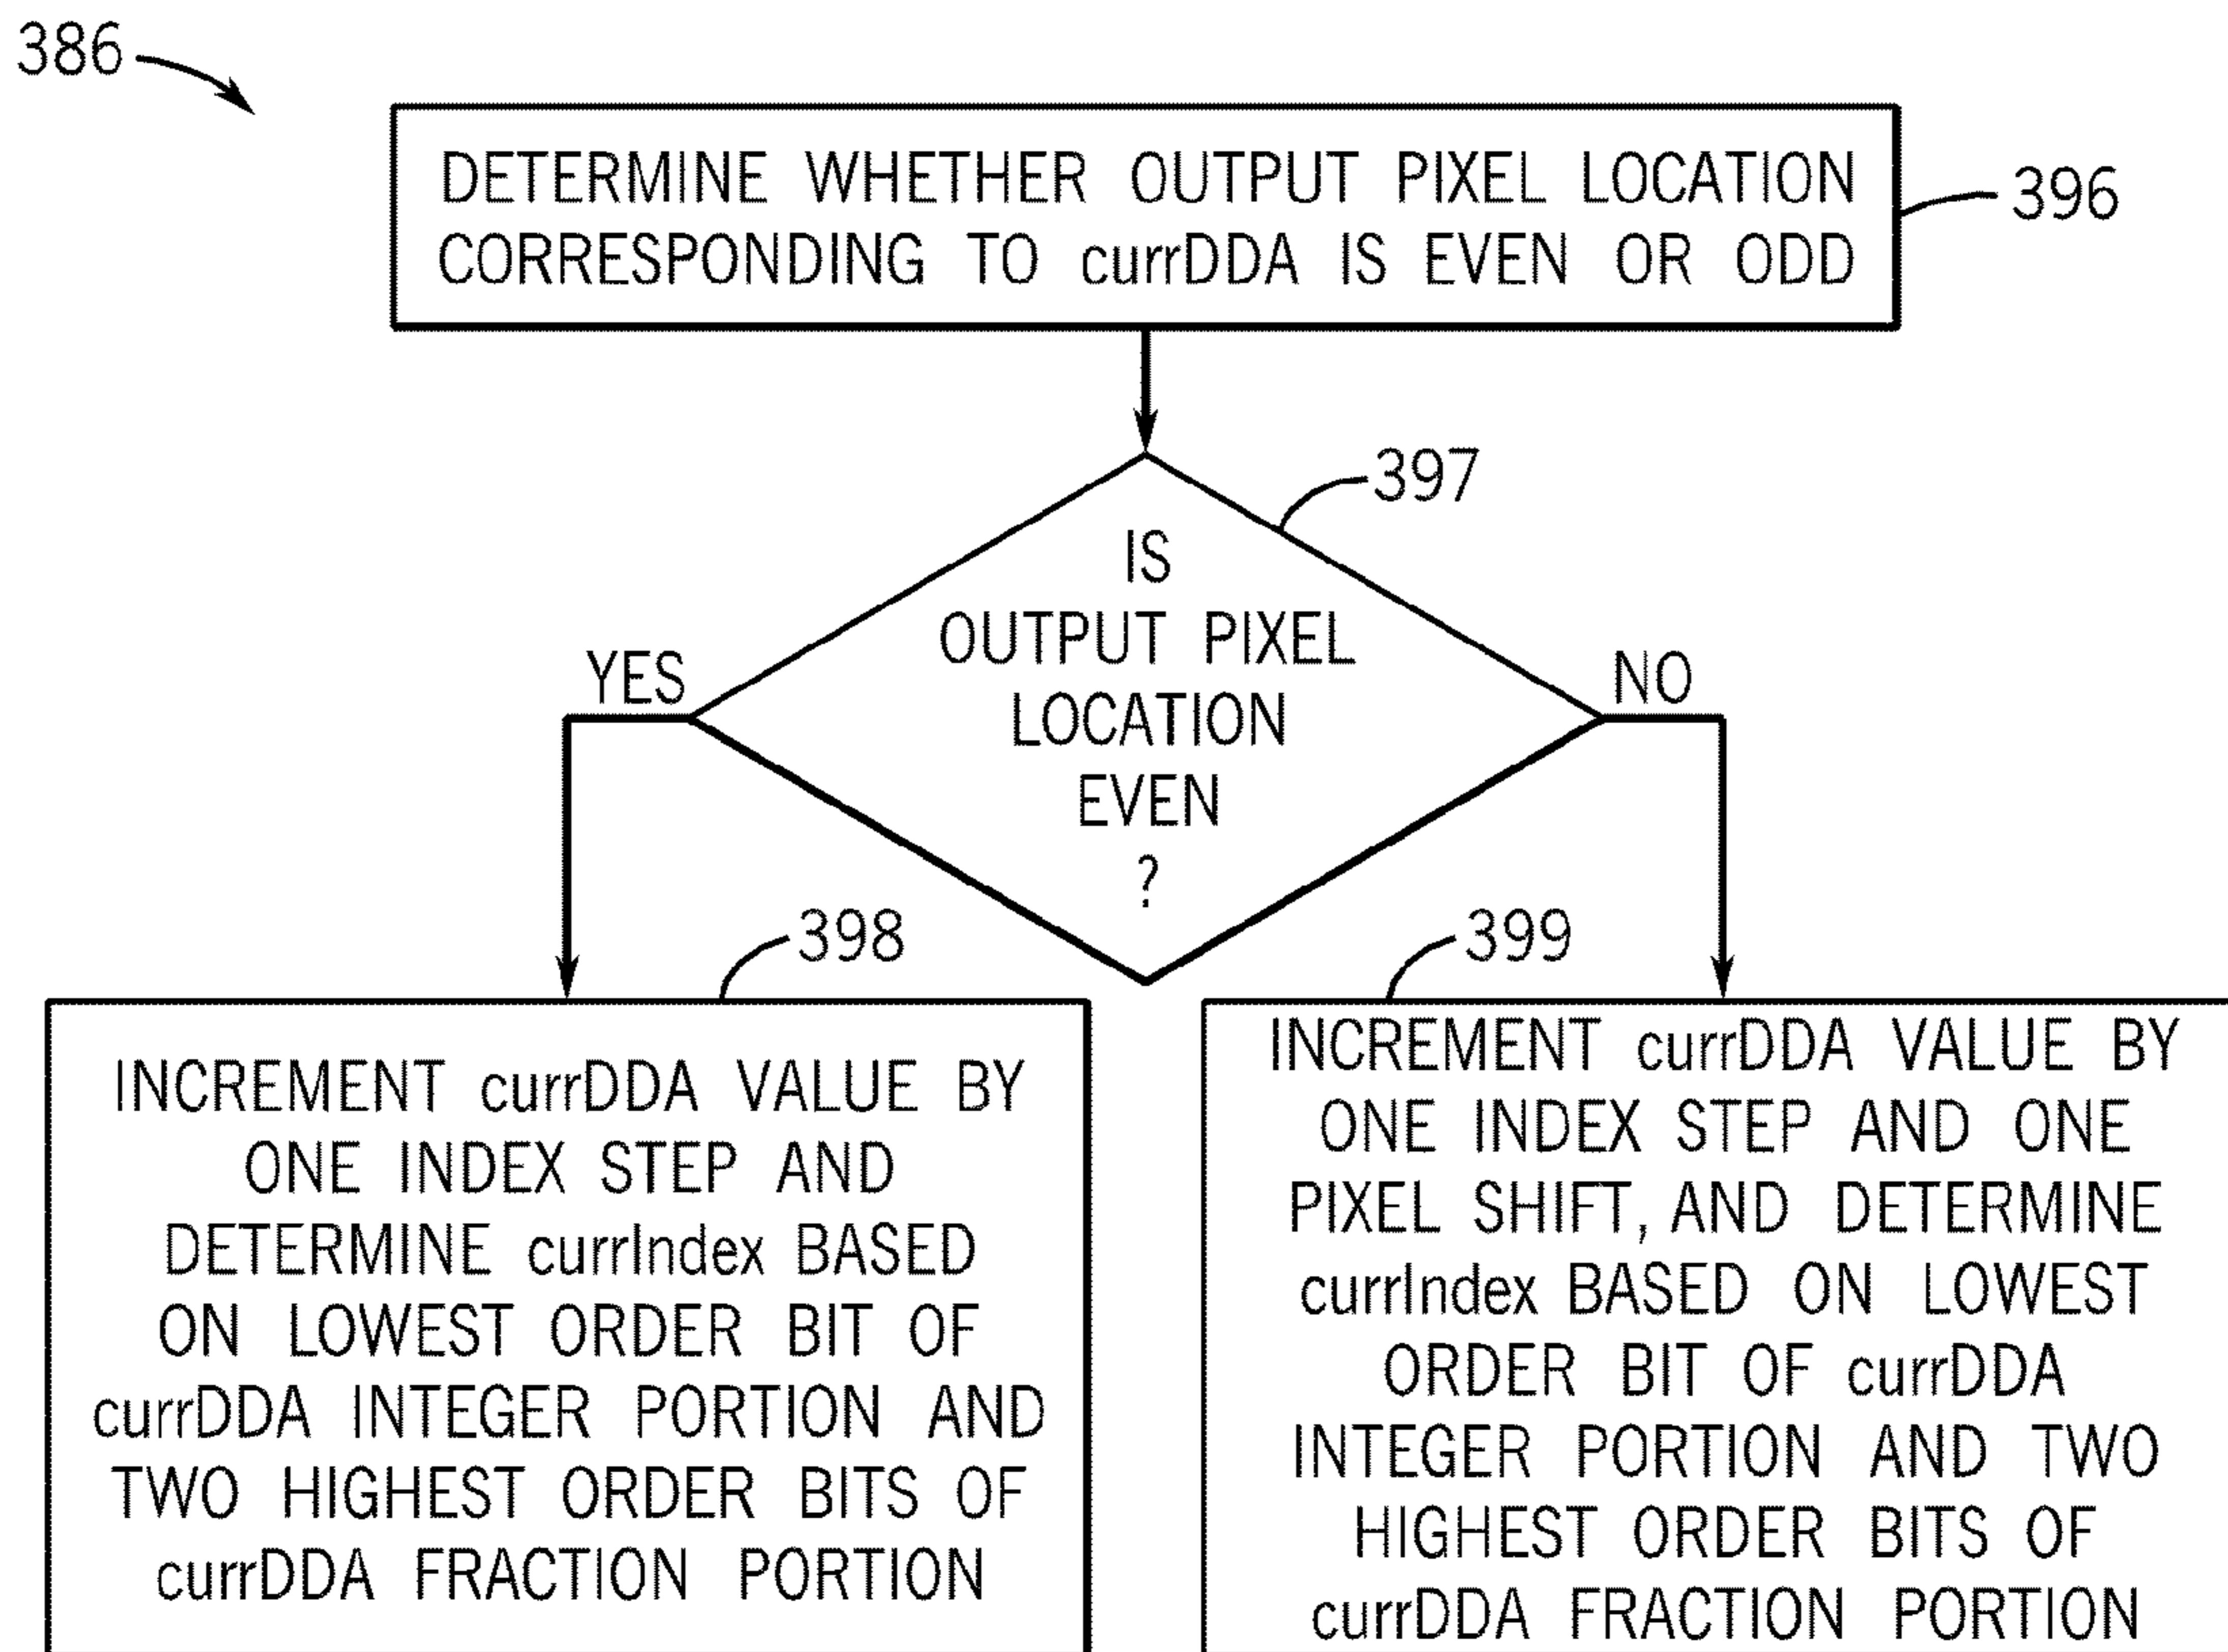 386
DETERMINE WHETHER OUTPUT PIXEL LOCATION
CORRESPONDING TO currDDA IS EVEN OR ODD
396
397
IS
OUTPUT PIXEL
LOCATION
EVEN
?
YES
NO
398
INCREMENT currDDA VALUE BY
ONE INDEX STEP AND
DETERMINE currIndex BASED
ON LOWEST ORDER BIT OF
currDDA INTEGER PORTION AND
TWO HIGHEST ORDER BITS OF
currDDA FRACTION PORTION
399
INCREMENT currDDA VALUE BY
ONE INDEX STEP AND ONE
PIXEL SHIFT, AND DETERMINE
currIndex BASED ON LOWEST
ORDER BIT OF currDDA
INTEGER PORTION AND TWO
HIGHEST ORDER BITS OF
currDDA FRACTION PORTION